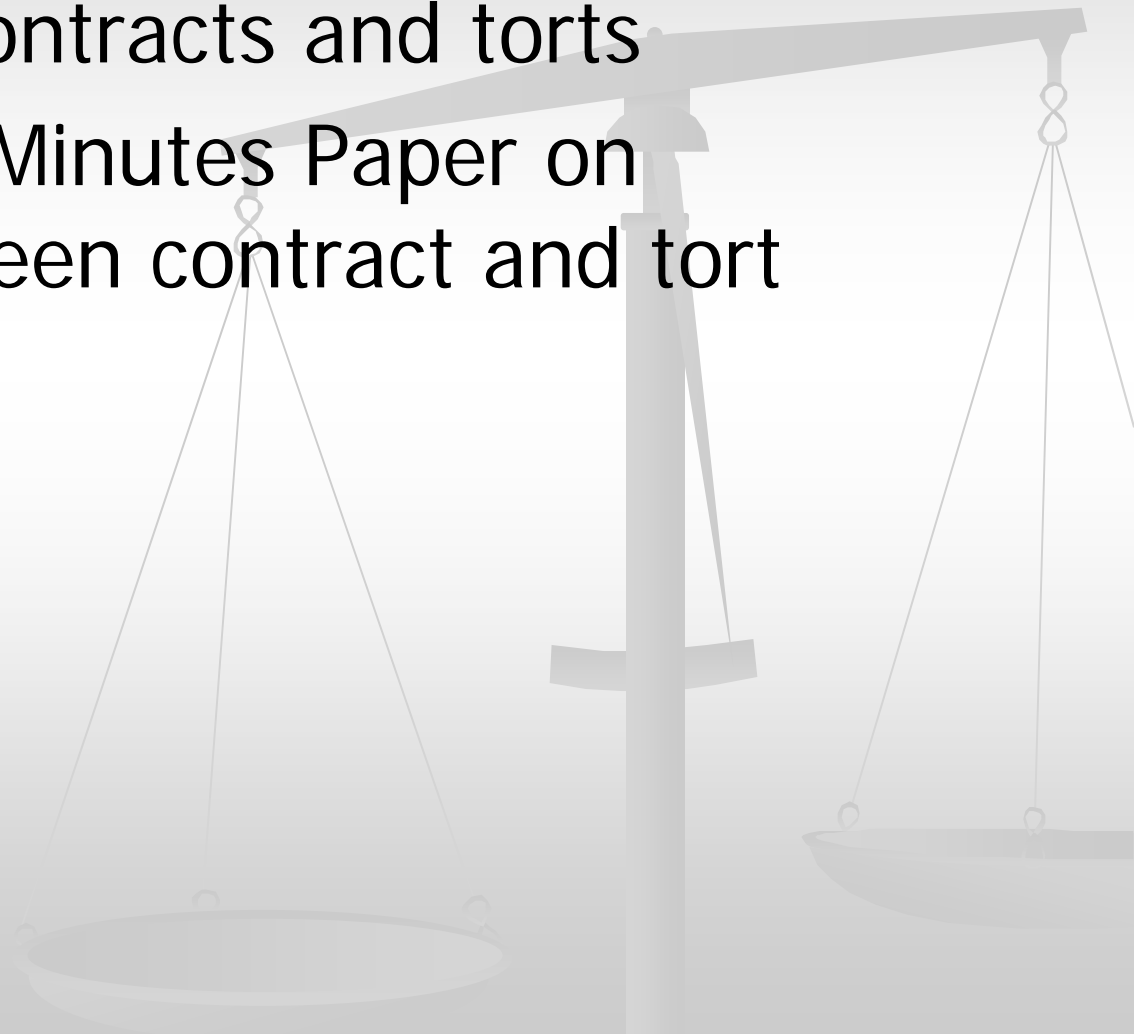 ontracts and torts
Minutes Paper on
een contract and tort